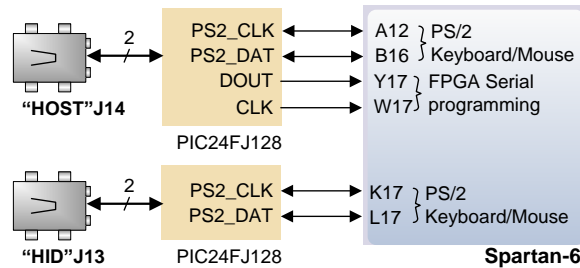 2 PS2_CLK A12 PS/2
PS2_DAT B16 Keyboard/Mouse
DOUT Y17 FPGA Serial
"HOST"J14 CLK W17 programming
PIC24FJ128
2 PS2_CLK K17 PS/2
PS2_DAT L17 Keyboard/Mouse
"HID"J13 PIC24FJ128 Spartan-6